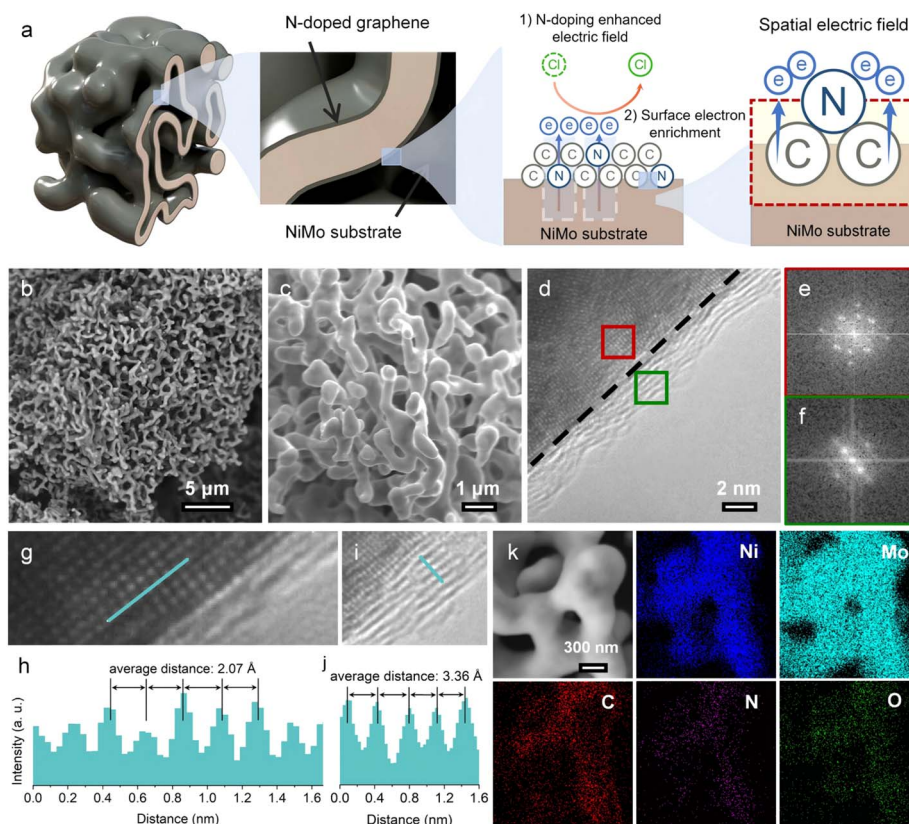 a
N-doped graphene
NiMo substrate
1) N-doping enhanced
electric field
Cl
Cl
2) Surface electron
enrichment
e e e e
C C N C C
C N C N C C N
NiMo substrate
Spatial electric field
e e e e
N
C C
NiMo substrate
b
5 μm
c
1 μm
d
2 nm
e
f
g
i
k
300 nm
Ni
Mo
h
average distance: 2.07 Å
Intensity (a. u.)
0.0 0.2 0.4 0.6 0.8 1.0 1.2 1.4 1.6
Distance (nm)
j
average distance: 3.36 Å
0.0 0.4 0.8 1.2 1.6
Distance (nm)
C
N
O